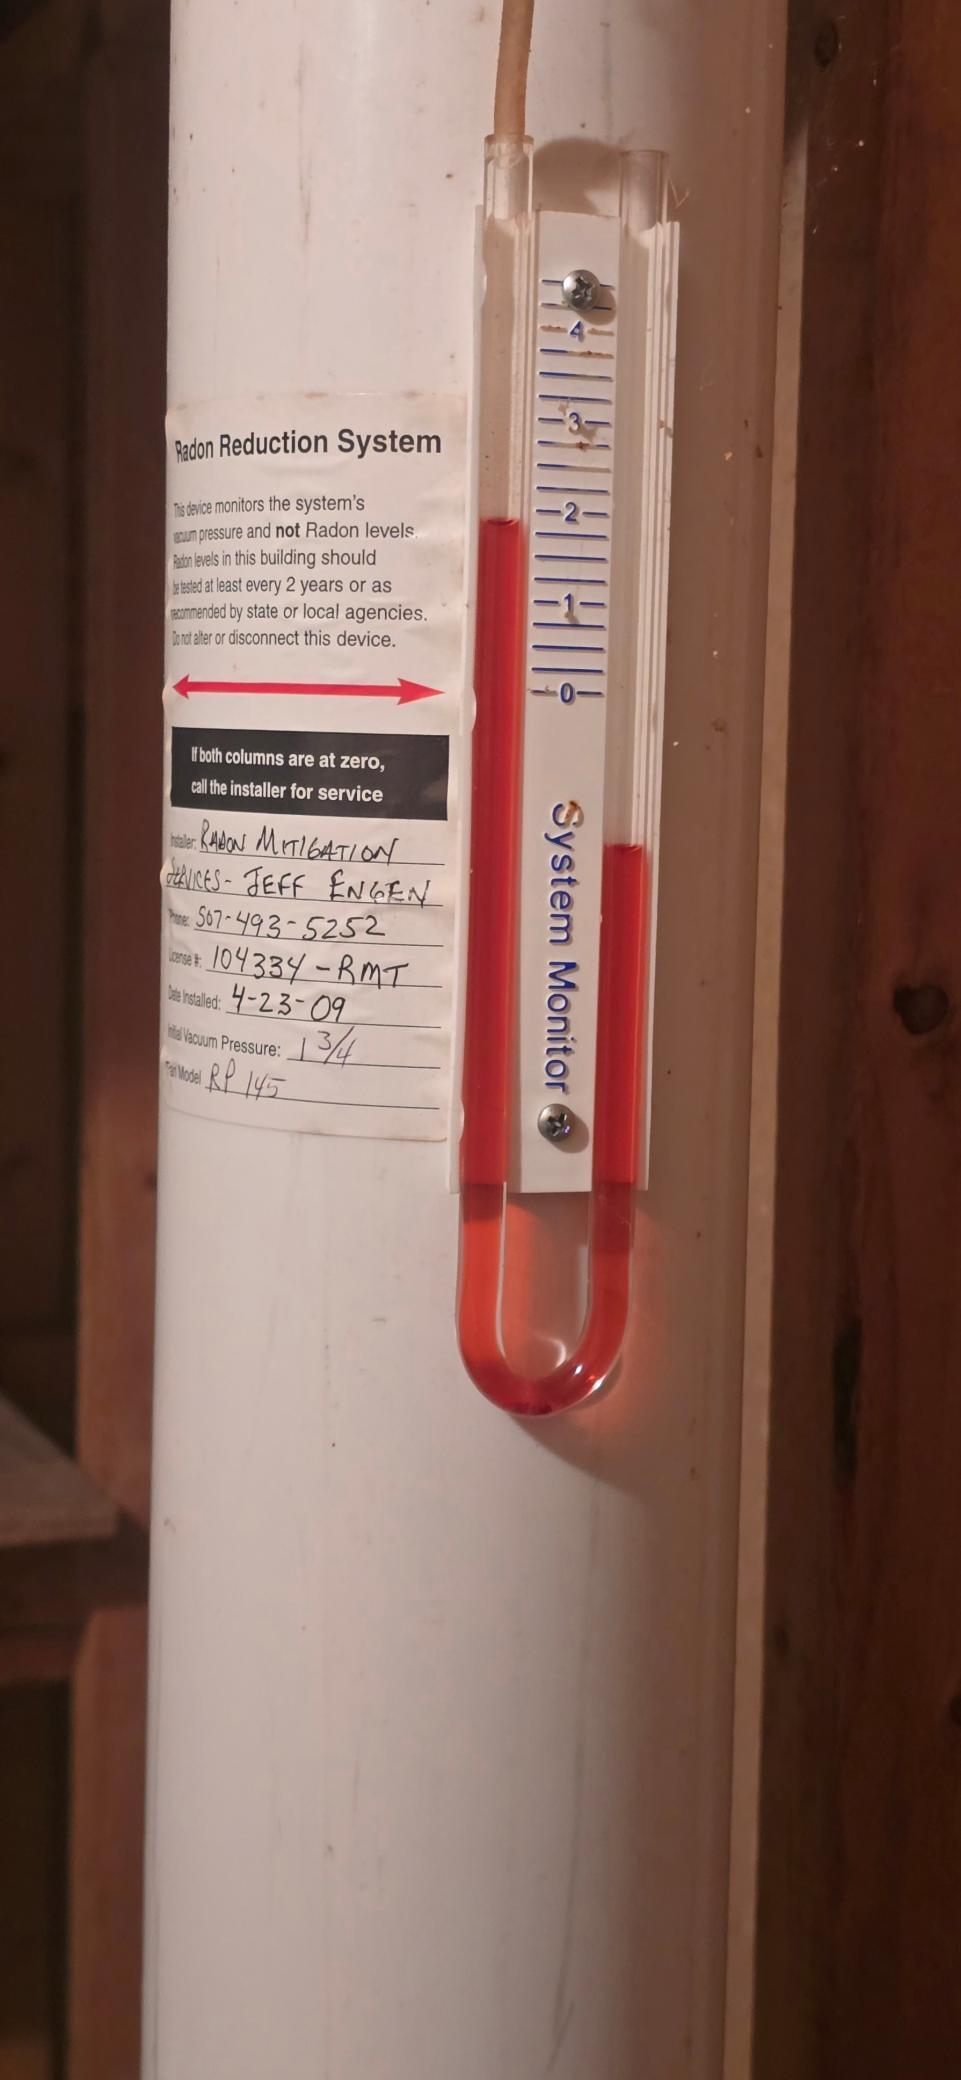 Radon Reduction System
This device monitors the system's
vacuum pressure and not Radon levels.
Radon levels in this building should
be tested at least every 2 years or as
recommended by state or local agencies.
Do not alter or disconnect this device.
If both columns are at zero,
call the installer for service
Installer: RADON MITIGATION
SERVICES - JEFF ENGEN
Phone: 507-493-5252
License #: 104334-RMT
Date Installed: 4-23-09
Initial Vacuum Pressure: 1 3/4
Fan Model RP 145
4
3
2
1
0
System Monitor